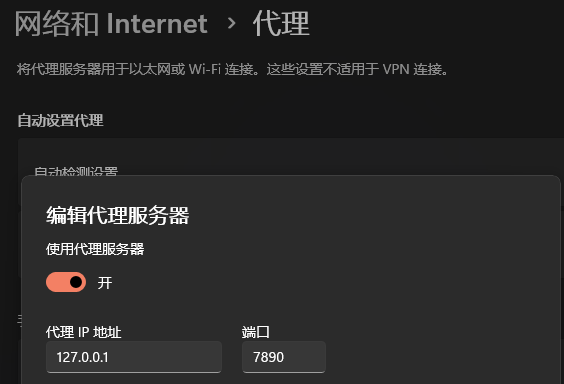 网络和 Internet › 代理
将代理服务器用于以太网或 Wi-Fi 连接。这些设置不适用于 VPN 连接。
自动设置代理
自动检测设置
编辑代理服务器
使用代理服务器
开
代理 IP 地址 端口
127.0.0.1 7890